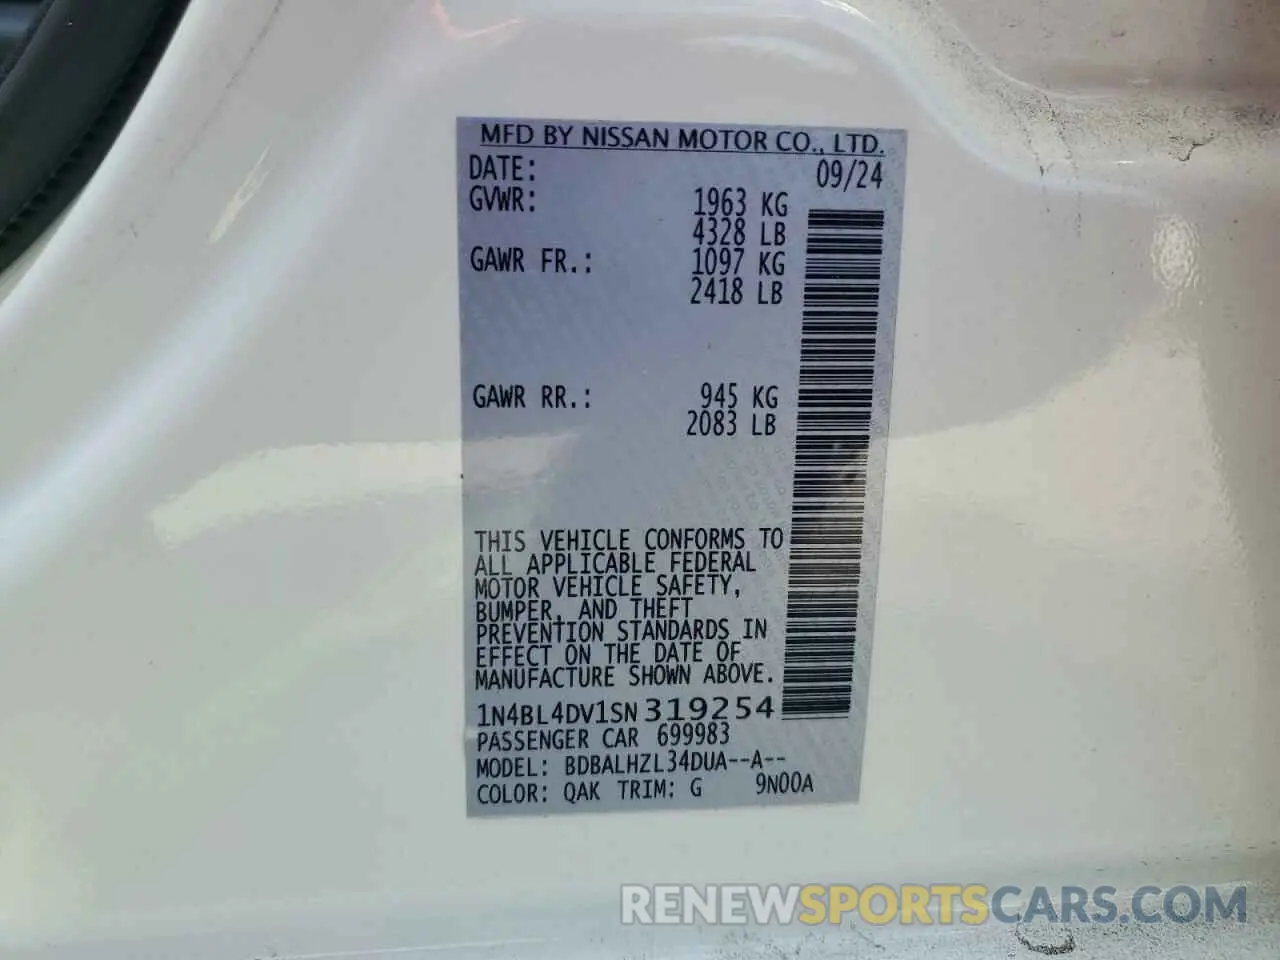 MFD BY NISSAN MOTOR CO., LTD.
DATE: 09/24
GVWR: 1963 KG
4328 LB
GAWR FR.: 1097 KG
2418 LB
GAWR RR.: 945 KG
2083 LB
THIS VEHICLE CONFORMS TO
ALL APPLICABLE FEDERAL
MOTOR VEHICLE SAFETY,
BUMPER, AND THEFT
PREVENTION STANDARDS IN
EFFECT ON THE DATE OF
MANUFACTURE SHOWN ABOVE.
1N4BL4DV1SN319254
PASSENGER CAR 699983
MODEL: BDBALHZL34DUA--A--
COLOR: QAK TRIM: G 9N00A
RENEWSPORTSCARS.COM